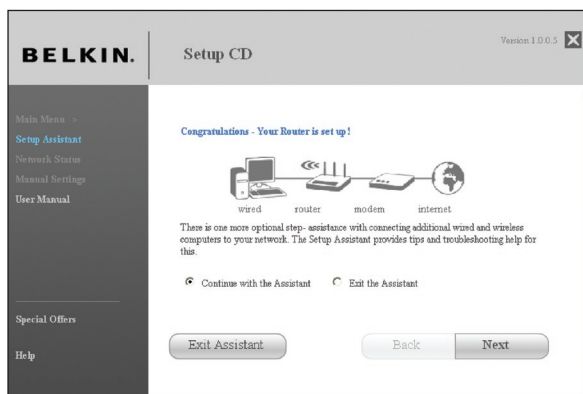 BELKIN.
Setup CD
Version 1.0.0.5
Main Menu >
Setup Assistant
Network Status
Manual Settings
User Manual
Special Offers
Help
Congratulations - Your Router is set up!
wired router modem internet
There is one more optional step- assistance with connecting additional wired and wireless
computers to your network. The Setup Assistant provides tips and troubleshooting help for
this.
Continue with the Assistant Exit the Assistant
Exit Assistant Back Next